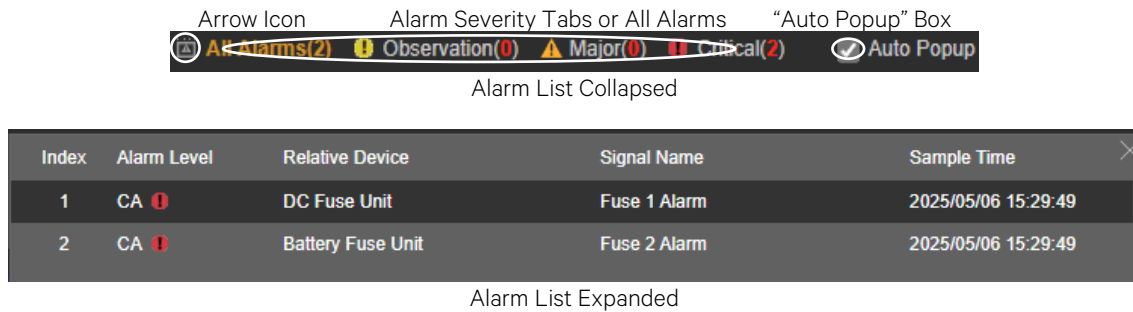 Arrow Icon Alarm Severity Tabs or All Alarms “Auto Popup” Box
All Alarms(2) Observation(0) Major(0) Critical(2) Auto Popup
Alarm List Collapsed
Index Alarm Level Relative Device Signal Name Sample Time
1 CA DC Fuse Unit Fuse 1 Alarm 2025/05/06 15:29:49
2 CA Battery Fuse Unit Fuse 2 Alarm 2025/05/06 15:29:49
Alarm List Expanded